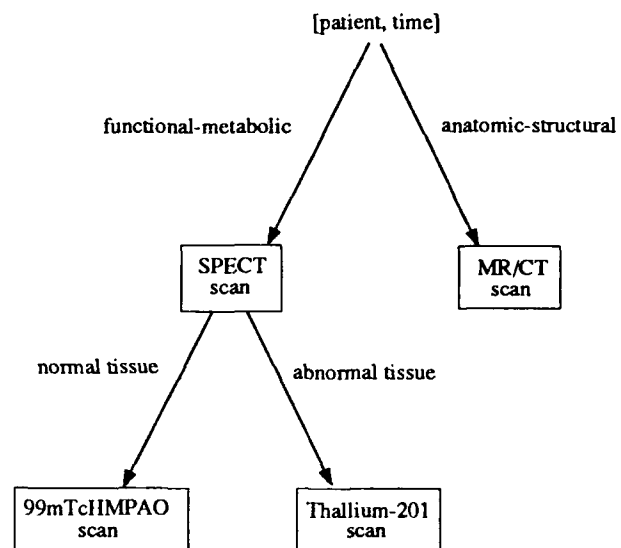 [patient, time]
functional-metabolic
anatomic-structural
SPECT
scan
MR/CT
scan
normal tissue
abnormal tissue
99mTcHMPAO
scan
Thallium-201
scan